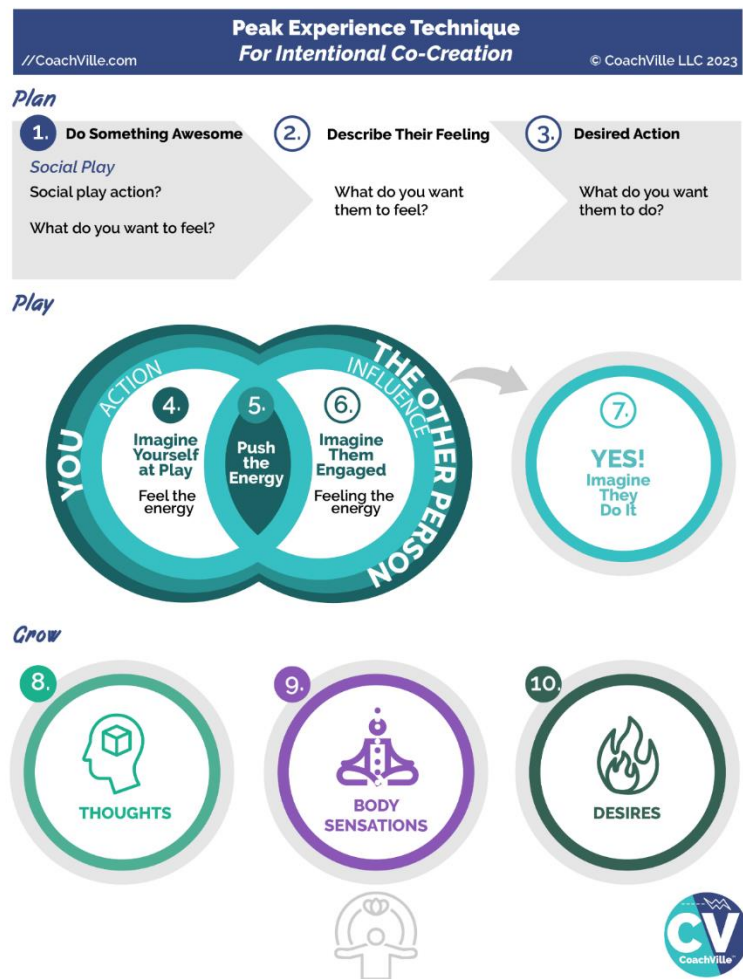 Peak Experience Technique
For Intentional Co-Creation
//CoachVille.com
© CoachVille LLC 2023
Plan
1. Do Something Awesome
Social Play
Social play action?
What do you want to feel?
2. Describe Their Feeling
What do you want
them to feel?
3. Desired Action
What do you want
them to do?
Play
YOU
ACTION
4.
Imagine
Yourself
at Play
Feel the
energy
5.
Push
the
Energy
THE OTHER PERSON
INFLUENCE
6.
Imagine
Them
Engaged
Feeling the
energy
7.
YES!
Imagine
They
Do It
Grow
8.
THOUGHTS
9.
BODY
SENSATIONS
10.
DESIRES
CV
CoachVille™